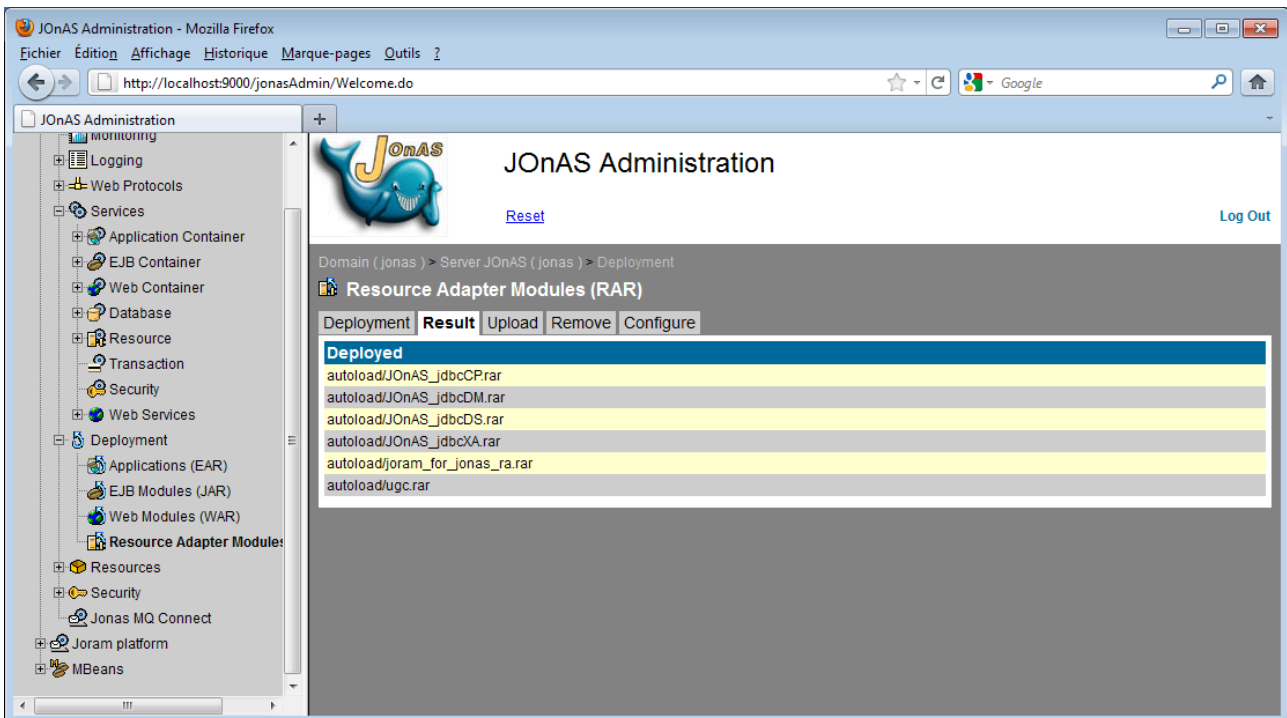 JOnAS Administration - Mozilla Firefox
Fichier Édition Affichage Historique Marque-pages Outils ?
http://localhost:9000/jonasAdmin/Welcome.do
Google
JOnAS Administration
Monitoring
Logging
Web Protocols
Services
Application Container
EJB Container
Web Container
Database
Resource
Transaction
Security
Web Services
Deployment
Applications (EAR)
EJB Modules (JAR)
Web Modules (WAR)
Resource Adapter Modules
Resources
Security
Jonas MQ Connect
Joram platform
MBeans
JOnAS
JOnAS Administration
Reset
Log Out
Domain ( jonas ) > Server JOnAS ( jonas ) > Deployment
Resource Adapter Modules (RAR)
Deployment Result Upload Remove Configure
Deployed
autoload/JOnAS_jdbcCP.rar
autoload/JOnAS_jdbcDM.rar
autoload/JOnAS_jdbcDS.rar
autoload/JOnAS_jdbcXA.rar
autoload/joram_for_jonas_ra.rar
autoload/ugc.rar